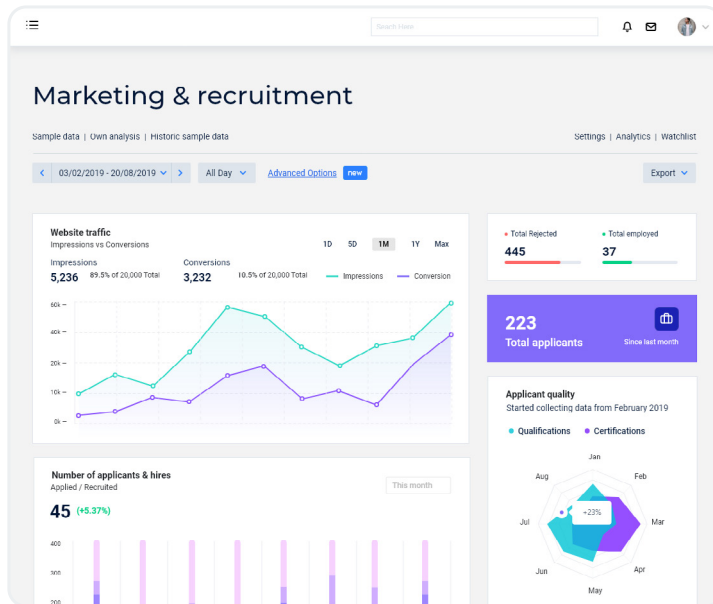 Search Here
Marketing & recruitment
Sample data | Own analysis | Historic sample data
Settings | Analytics | Watchlist
03/02/2019 - 20/08/2019
All Day
Advanced Options
new
Export
Website traffic
Impressions vs Conversions
1D 5D 1M 1Y Max
Impressions
5,236 89.5% of 20,000 Total
Conversions
3,232 10.5% of 20,000 Total
Impressions
Conversion
60k
40k
20k
10k
0k
Total Rejected
445
Total employed
37
223
Total applicants
Since last month
Applicant quality
Started collecting data from February 2019
Qualifications
Certifications
Jan
Feb
Mar
Apr
May
Jun
Jul
Aug
+23%
Number of applicants & hires
Applied / Recruited
This month
45 (+5.37%)
400
300
200